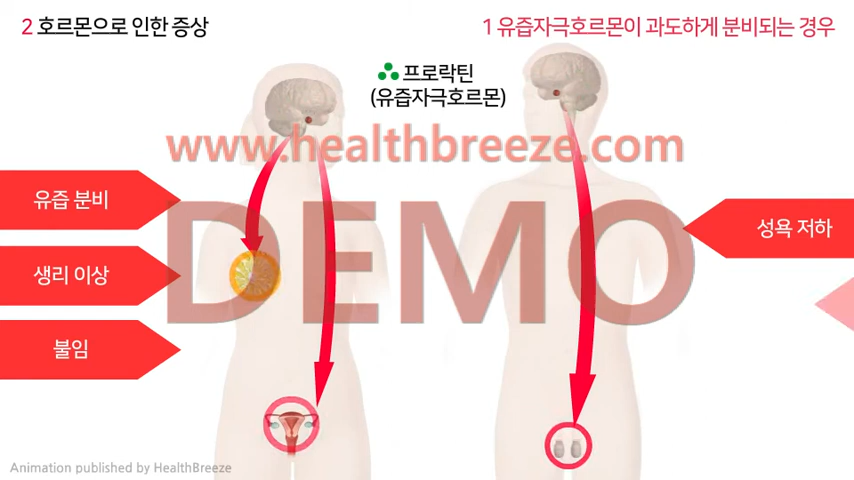 2 호르몬으로 인한 증상
1 유즙자극호르몬이 과도하게 분비되는 경우
프로락틴
(유즙자극호르몬)
www.healthbreeze.com
유즙 분비
DEMO
성욕 저하
생리 이상
불임
Animation published by HealthBreeze